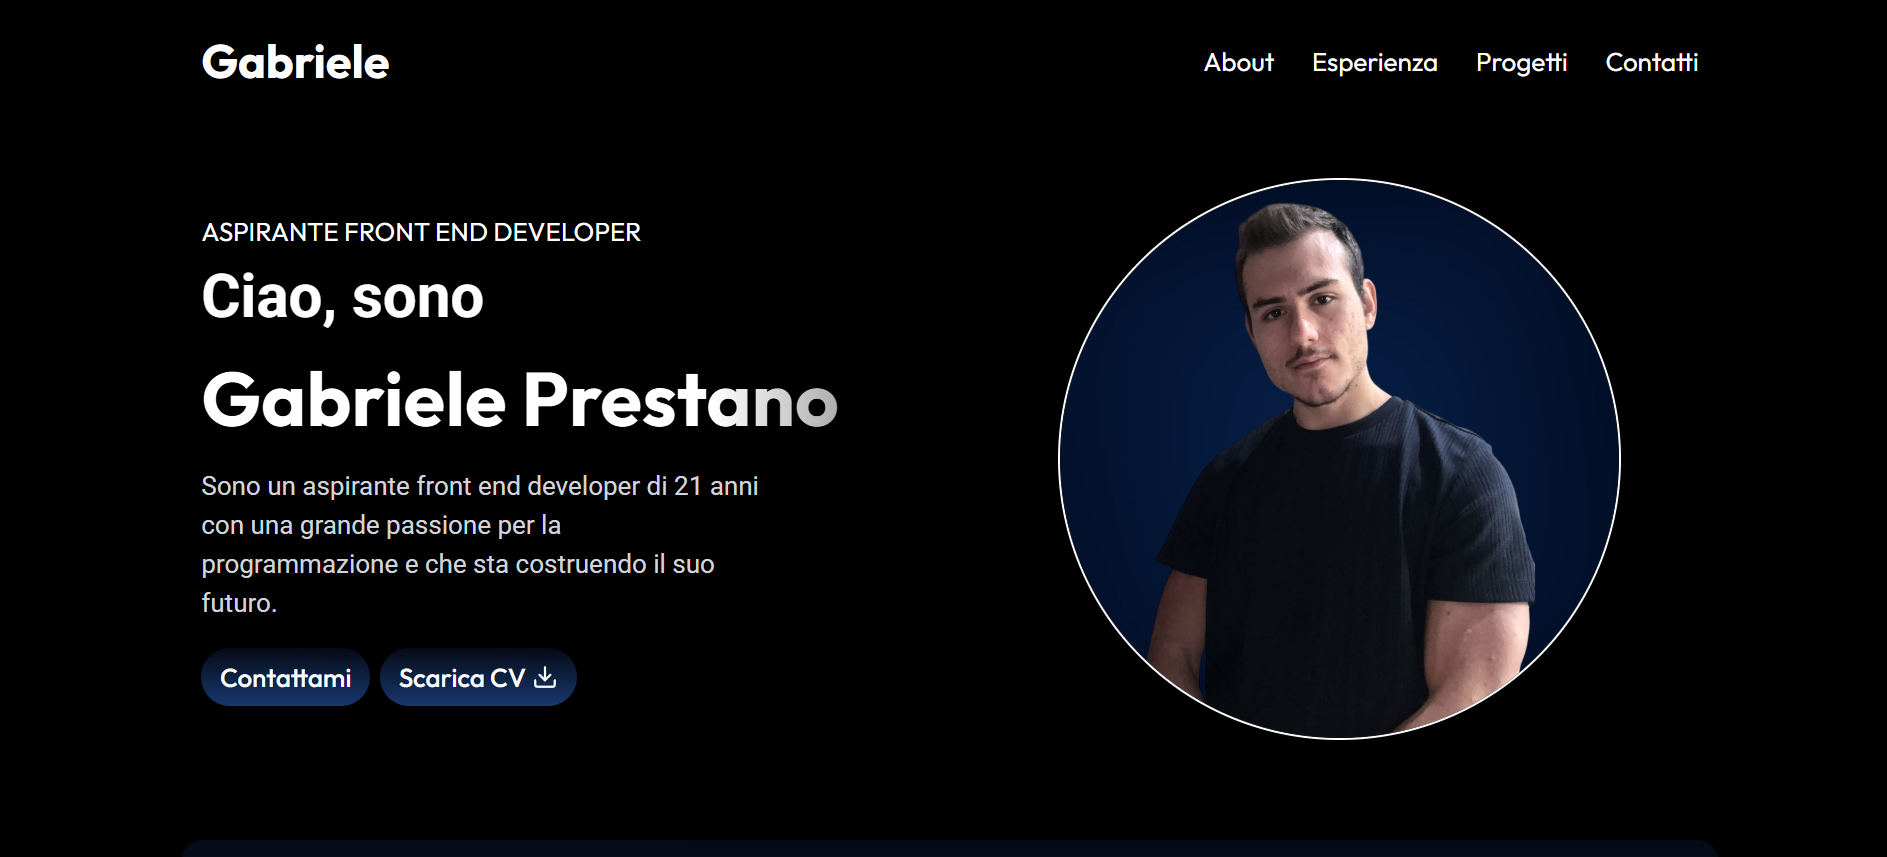 Gabriele
About Esperienza Progetti Contatti
ASPIRANTE FRONT END DEVELOPER
Ciao, sono
Gabriele Prestano
Sono un aspirante front end developer di 21 anni
con una grande passione per la
programmazione e che sta costruendo il suo
futuro.
Contattami Scarica CV